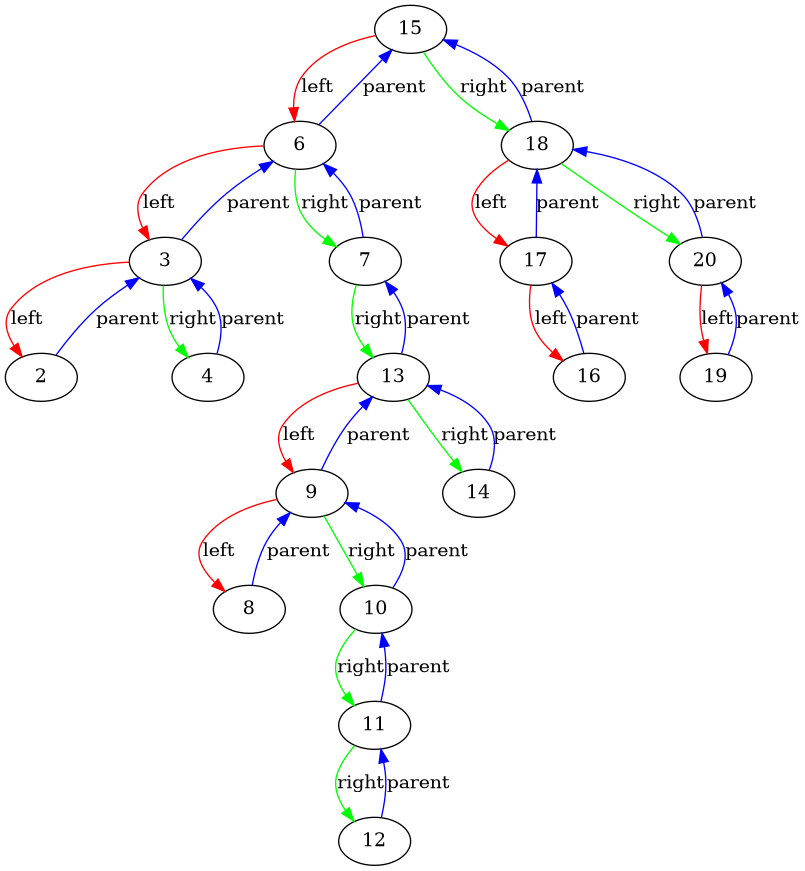 15
left parent right parent
6 18
left parent right parent left parent right parent
3 7 17 20
left parent right parent right parent left parent left parent
2 4 13 16 19
left parent right parent
9 14
left parent right parent
8 10
right parent
11
right parent
12